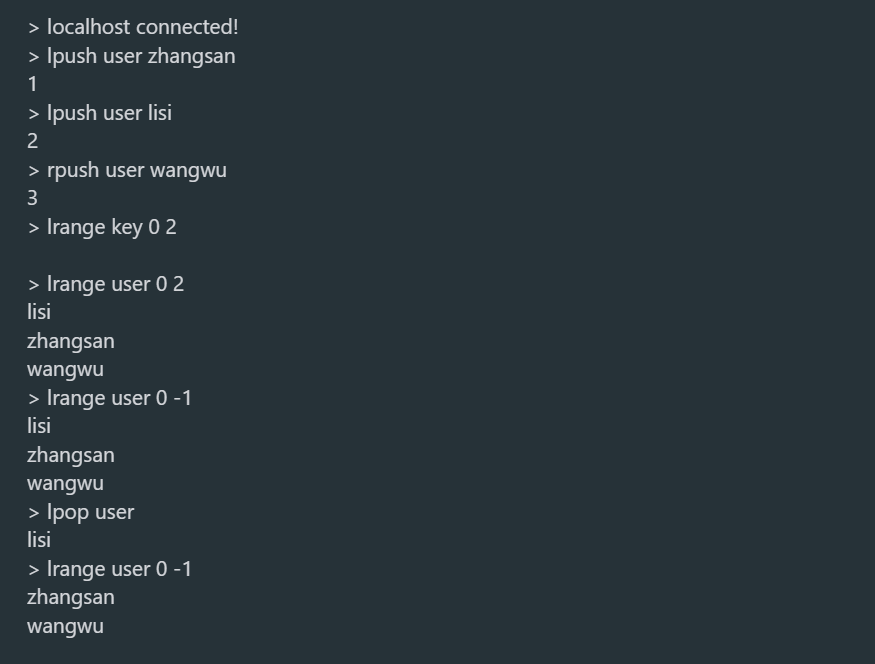 > localhost connected!
> lpush user zhangsan
1
> lpush user lisi
2
> rpush user wangwu
3
> lrange key 0 2
> lrange user 0 2
lisi
zhangsan
wangwu
> lrange user 0 -1
lisi
zhangsan
wangwu
> lpop user
lisi
> lrange user 0 -1
zhangsan
wangwu